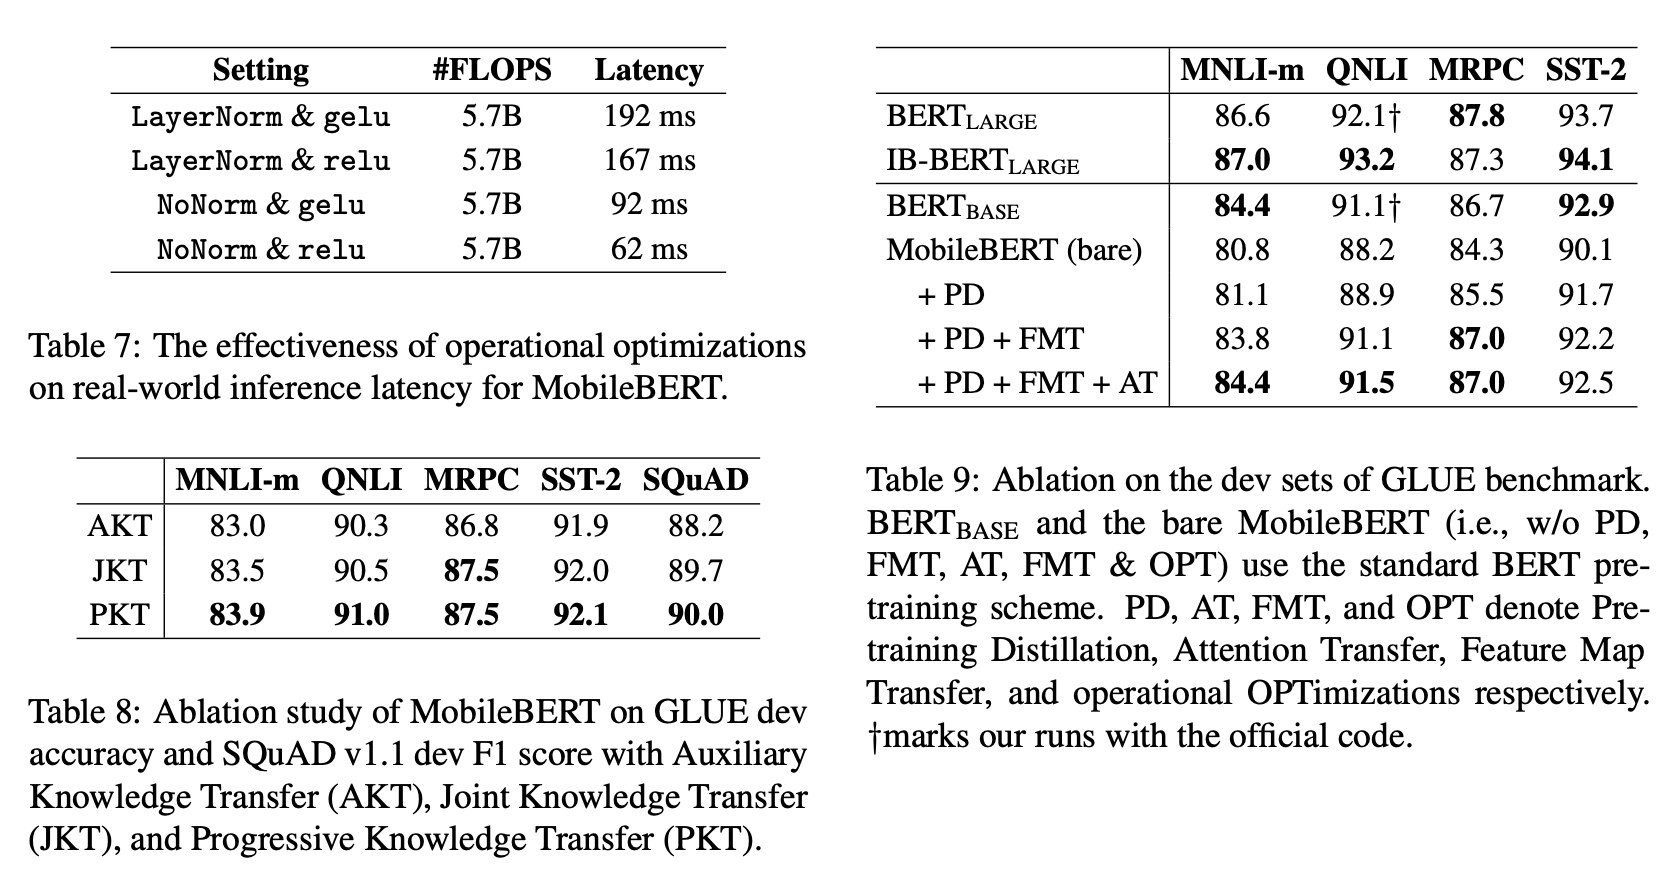 Setting #FLOPS Latency
LayerNorm & gelu 5.7B 192 ms
LayerNorm & relu 5.7B 167 ms
NoNorm & gelu 5.7B 92 ms
NoNorm & relu 5.7B 62 ms
Table 7: The effectiveness of operational optimizations
on real-world inference latency for MobileBERT.
MNLI-m QNLI MRPC SST-2 SQuAD
AKT 83.0 90.3 86.8 91.9 88.2
JKT 83.5 90.5 87.5 92.0 89.7
PKT 83.9 91.0 87.5 92.1 90.0
Table 8: Ablation study of MobileBERT on GLUE dev
accuracy and SQuAD v1.1 dev F1 score with Auxiliary
Knowledge Transfer (AKT), Joint Knowledge Transfer
(JKT), and Progressive Knowledge Transfer (PKT).
MNLI-m QNLI MRPC SST-2
BERTLARGE 86.6 92.1† 87.8 93.7
IB-BERTLARGE 87.0 93.2 87.3 94.1
BERTBASE 84.4 91.1† 86.7 92.9
MobileBERT (bare) 80.8 88.2 84.3 90.1
+ PD 81.1 88.9 85.5 91.7
+ PD + FMT 83.8 91.1 87.0 92.2
+ PD + FMT + AT 84.4 91.5 87.0 92.5
Table 9: Ablation on the dev sets of GLUE benchmark.
BERTBASE and the bare MobileBERT (i.e., w/o PD,
FMT, AT, FMT & OPT) use the standard BERT pre-
training scheme. PD, AT, FMT, and OPT denote Pre-
training Distillation, Attention Transfer, Feature Map
Transfer, and operational OPTimizations respectively.
†marks our runs with the official code.